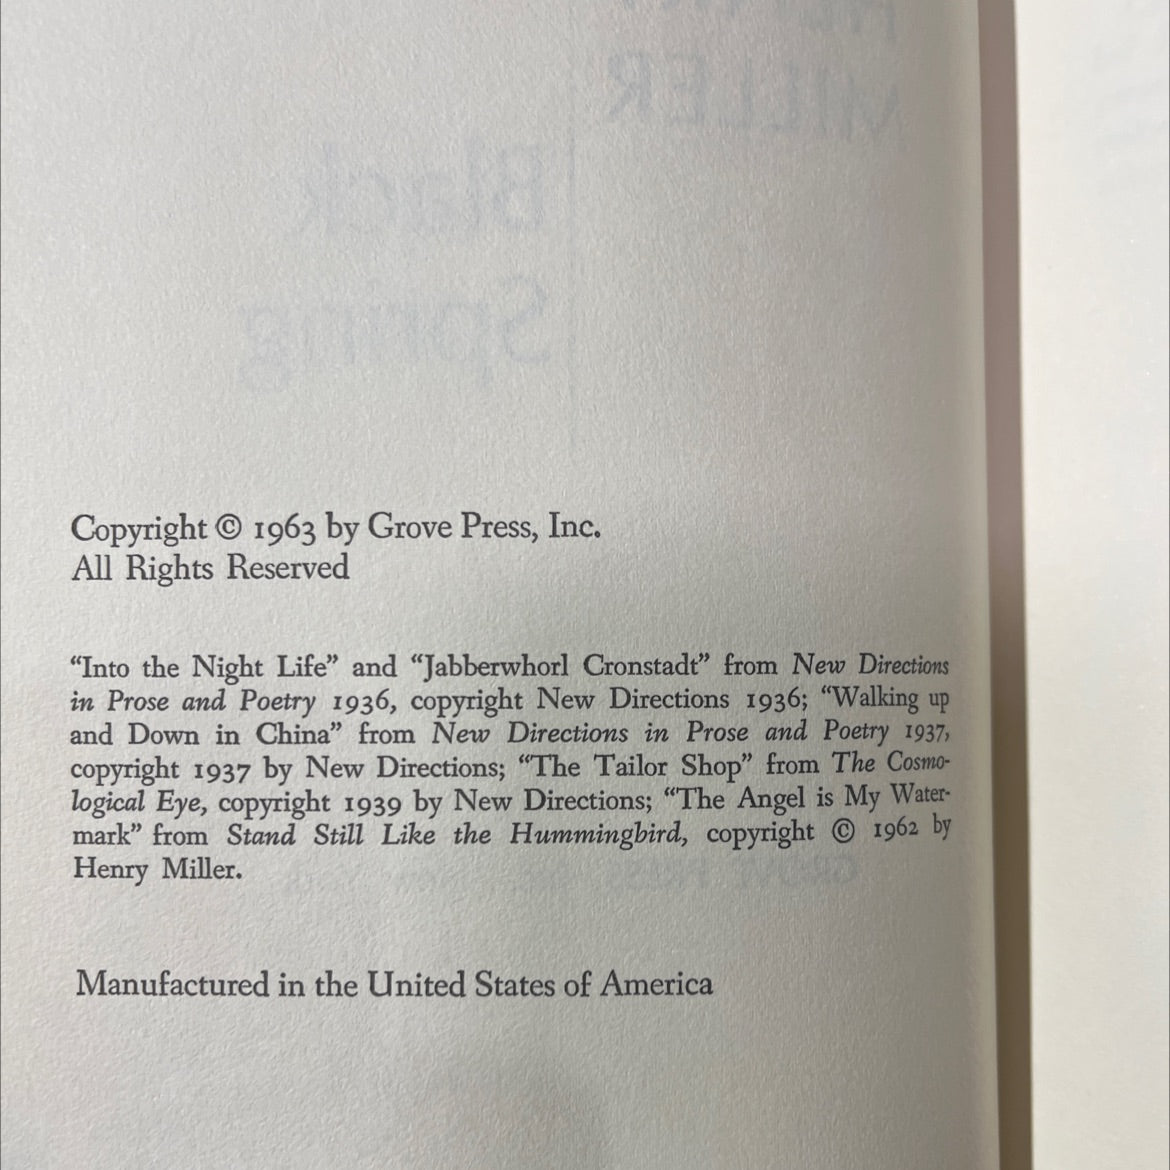 MILLER
Black
Spring
Copyright © 1963 by Grove Press, Inc.
All Rights Reserved
“Into the Night Life” and “Jabberwhorl Cronstadt” from New Directions
in Prose and Poetry 1936, copyright New Directions 1936; “Walking up
and Down in China” from New Directions in Prose and Poetry 1937,
copyright 1937 by New Directions; “The Tailor Shop” from The Cosmo-
logical Eye, copyright 1939 by New Directions; “The Angel is My Water-
mark” from Stand Still Like the Hummingbird, copyright © 1962 by
Henry Miller.
Manufactured in the United States of America